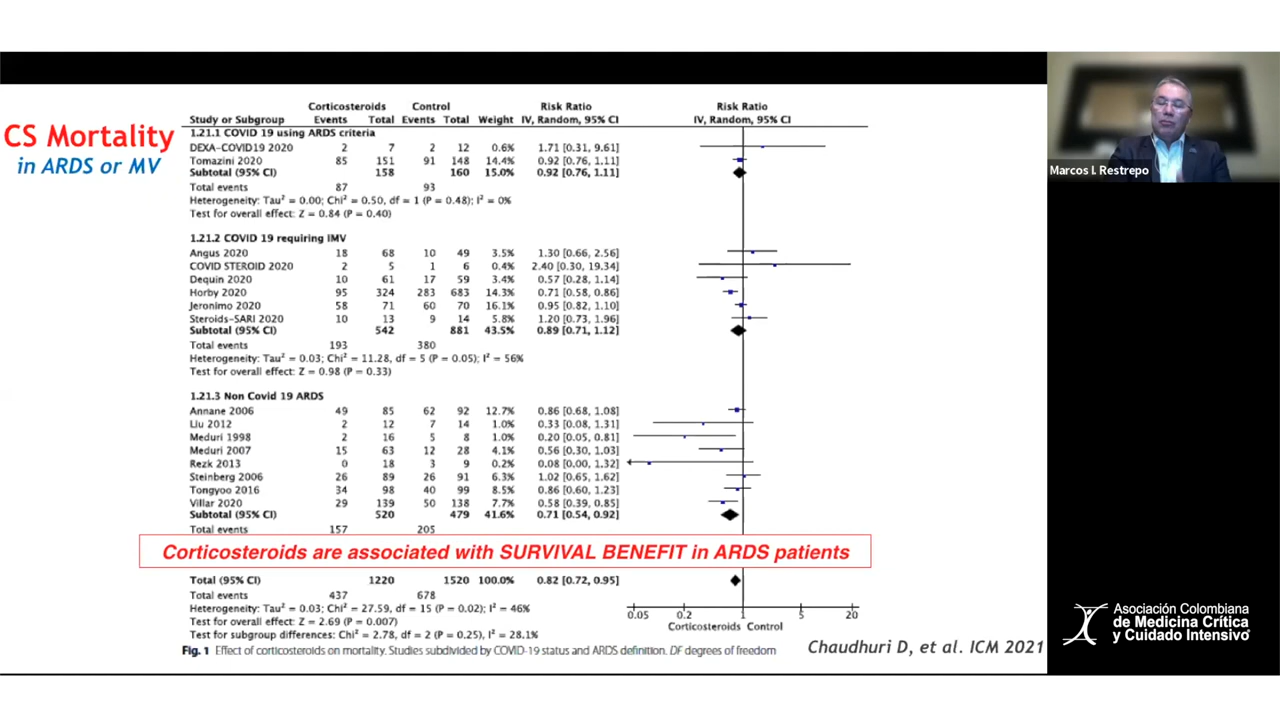 CS Mortality
in ARDS or MV
Corticosteroids Control Risk Ratio Risk Ratio
Study or Subgroup Events Total Events Total Weight IV, Random, 95% CI IV, Random, 95% CI
1.21.1 COVID 19 using ARDS criteria
DEXA-COVID19 2020 2 7 2 12 0.6% 1.71 [0.31, 9.61]
Tomazini 2020 85 151 91 148 14.4% 0.92 [0.76, 1.11]
Subtotal (95% CI) 158 160 15.0% 0.92 [0.76, 1.11]
Total events 87 93
Heterogeneity: Tau² = 0.00; Chi² = 0.50, df = 1 (P = 0.48); I² = 0%
Test for overall effect: Z = 0.84 (P = 0.40)
1.21.2 COVID 19 requiring IMV
Angus 2020 18 68 10 49 3.5% 1.30 [0.66, 2.56]
COVID STEROID 2020 2 5 1 6 0.4% 2.40 [0.30, 19.34]
Dequin 2020 10 61 17 59 3.4% 0.57 [0.28, 1.14]
Horby 2020 95 324 283 683 14.3% 0.71 [0.58, 0.86]
Jeronimo 2020 58 71 60 70 16.1% 0.95 [0.82, 1.10]
Steroids-SARI 2020 10 13 9 14 5.8% 1.20 [0.73, 1.96]
Subtotal (95% CI) 542 881 43.5% 0.89 [0.71, 1.12]
Total events 193 380
Heterogeneity: Tau² = 0.03; Chi² = 11.28, df = 5 (P = 0.05); I² = 56%
Test for overall effect: Z = 0.98 (P = 0.33)
1.21.3 Non Covid 19 ARDS
Annane 2006 49 85 62 92 12.7% 0.86 [0.68, 1.08]
Liu 2012 2 12 7 14 1.0% 0.33 [0.08, 1.31]
Meduri 1998 2 16 5 8 1.0% 0.20 [0.05, 0.81]
Meduri 2007 15 63 12 28 4.1% 0.56 [0.30, 1.03]
Rezk 2013 0 18 3 9 0.2% 0.08 [0.00, 1.32]
Steinberg 2006 26 89 26 91 6.3% 1.02 [0.65, 1.62]
Tongyoo 2016 34 98 40 99 8.5% 0.86 [0.60, 1.23]
Villar 2020 29 139 50 138 7.7% 0.58 [0.39, 0.85]
Subtotal (95% CI) 520 479 41.6% 0.71 [0.54, 0.92]
Total events 157 205
Corticosteroids are associated with SURVIVAL BENEFIT in ARDS patients
Total (95% CI) 1220 1520 100.0% 0.82 [0.72, 0.95]
Total events 437 678
Heterogeneity: Tau² = 0.03; Chi² = 27.59, df = 15 (P = 0.02); I² = 46%
Test for overall effect: Z = 2.69 (P = 0.007)
Test for subgroup differences: Chi² = 2.78, df = 2 (P = 0.25), I² = 28.1%
0.05 0.2 1 5 20
Corticosteroids Control
Fig. 1 Effect of corticosteroids on mortality. Studies subdivided by COVID-19 status and ARDS definition. DF degrees of freedom
Chaudhuri D, et al. ICM 2021
Marcos I. Restrepo
Asociación Colombiana
de Medicina Crítica
y Cuidado Intensivo